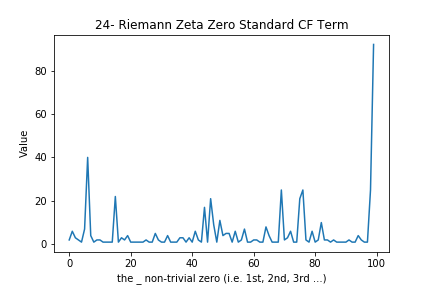 24- Riemann Zeta Zero Standard CF Term
80
60
40
20
0
Value
0 20 40 60 80 100
the _ non-trivial zero (i.e. 1st, 2nd, 3rd ...)